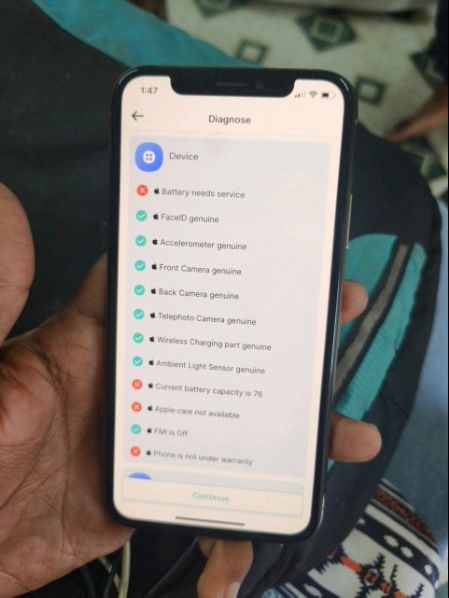 1:47
Diagnose
Device
Battery needs service
FaceID genuine
Accelerometer genuine
Front Camera genuine
Back Camera genuine
Telephoto Camera genuine
Wireless Charging part genuine
Ambient Light Sensor genuine
Current battery capacity is 76
Apple care not available
FMI is Off
Phone is not under warranty
Continue